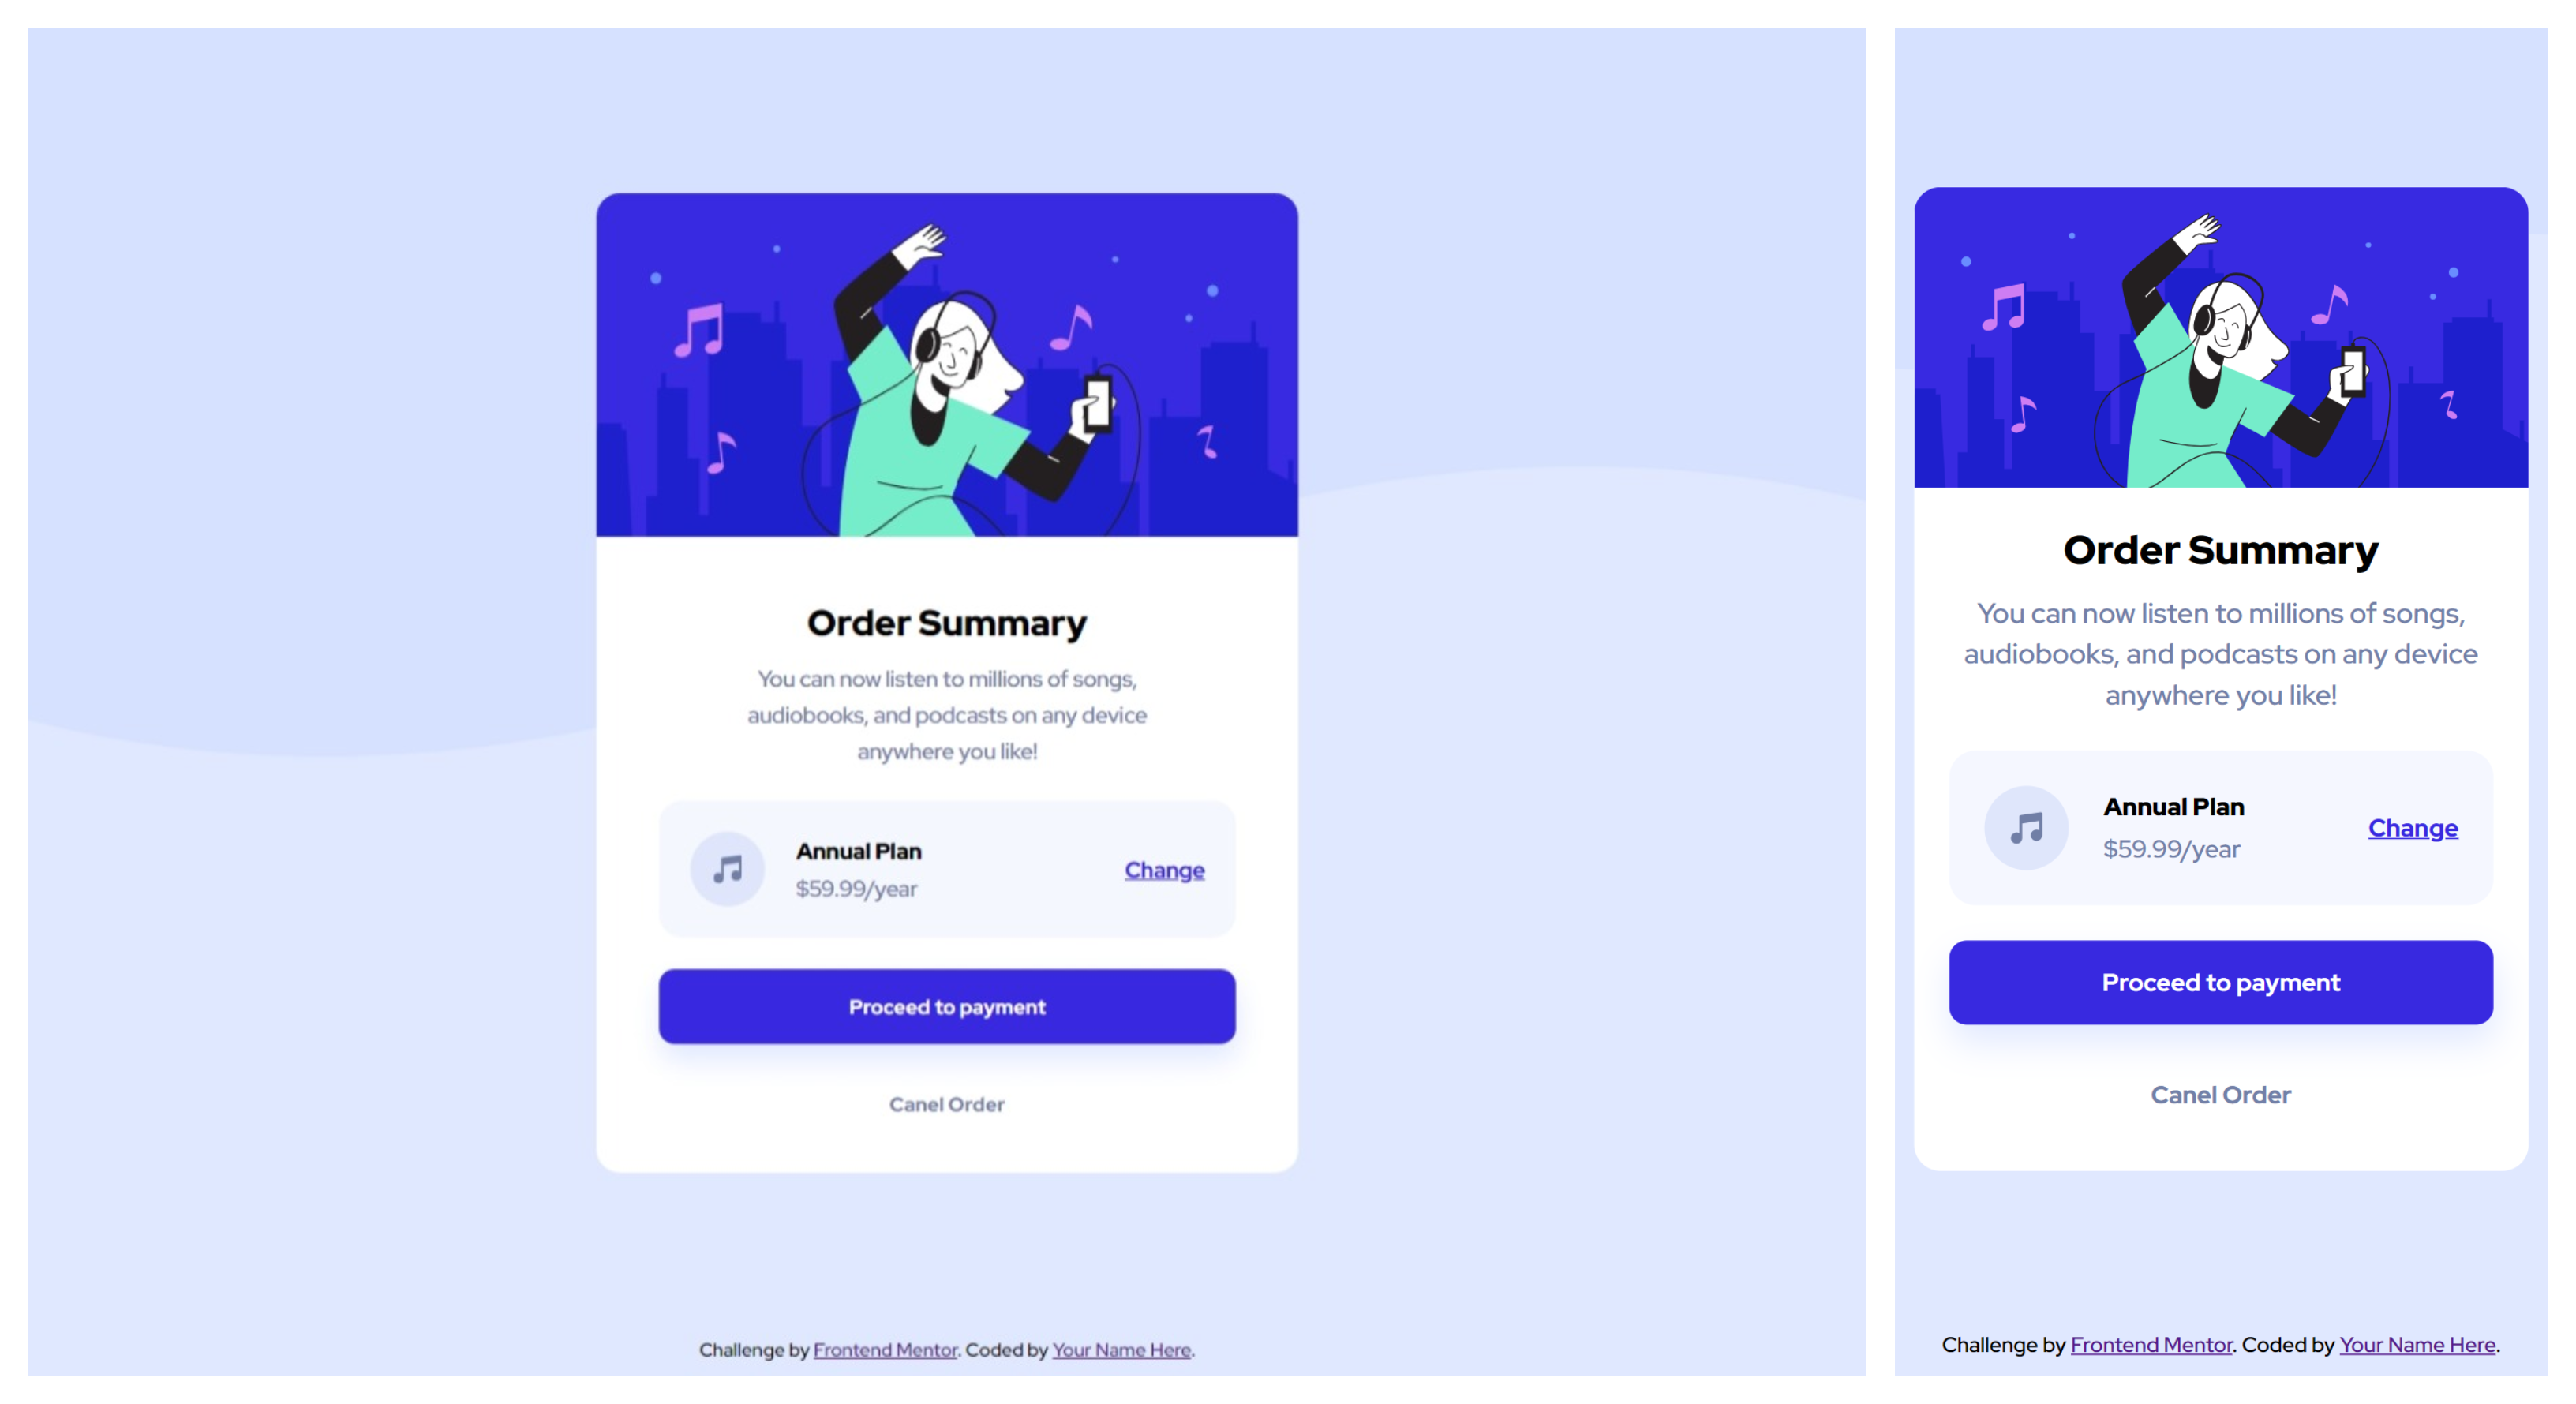 Order Summary
You can now listen to millions of songs,
audiobooks, and podcasts on any device
anywhere you like!
Annual Plan
$59.99/year
Change
Proceed to payment
Canel Order
Challenge by Frontend Mentor. Coded by Your Name Here.
Order Summary
You can now listen to millions of songs,
audiobooks, and podcasts on any device
anywhere you like!
Annual Plan
$59.99/year
Change
Proceed to payment
Canel Order
Challenge by Frontend Mentor. Coded by Your Name Here.